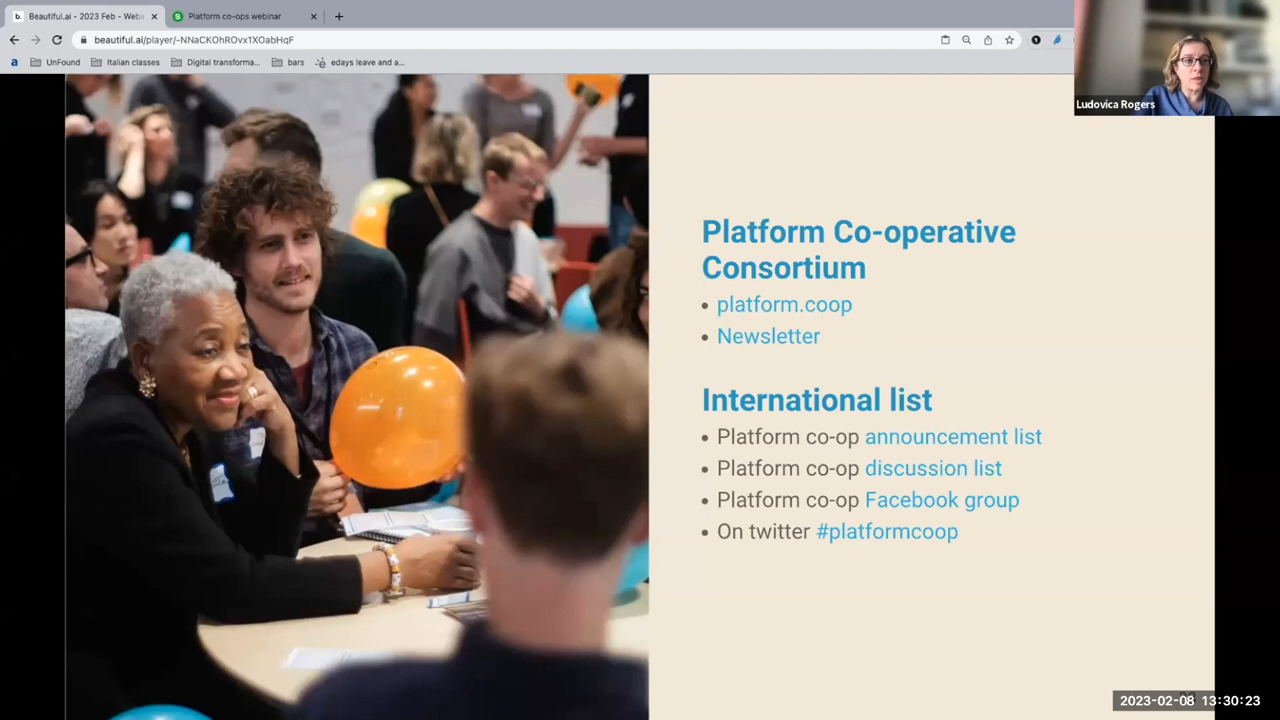 Beautiful.ai - 2023 Feb - Webi
Platform co-ops webinar
beautiful.ai/player/-NNaCKOhROvx1XOabHqF
UnFound
Italian classes
Digital transforma...
bars
edays leave and a...
Ludovica Rogers
Platform Co-operative
Consortium
• platform.coop
• Newsletter
International list
• Platform co-op announcement list
• Platform co-op discussion list
• Platform co-op Facebook group
• On twitter #platformcoop
2023-02-08 13:30:23